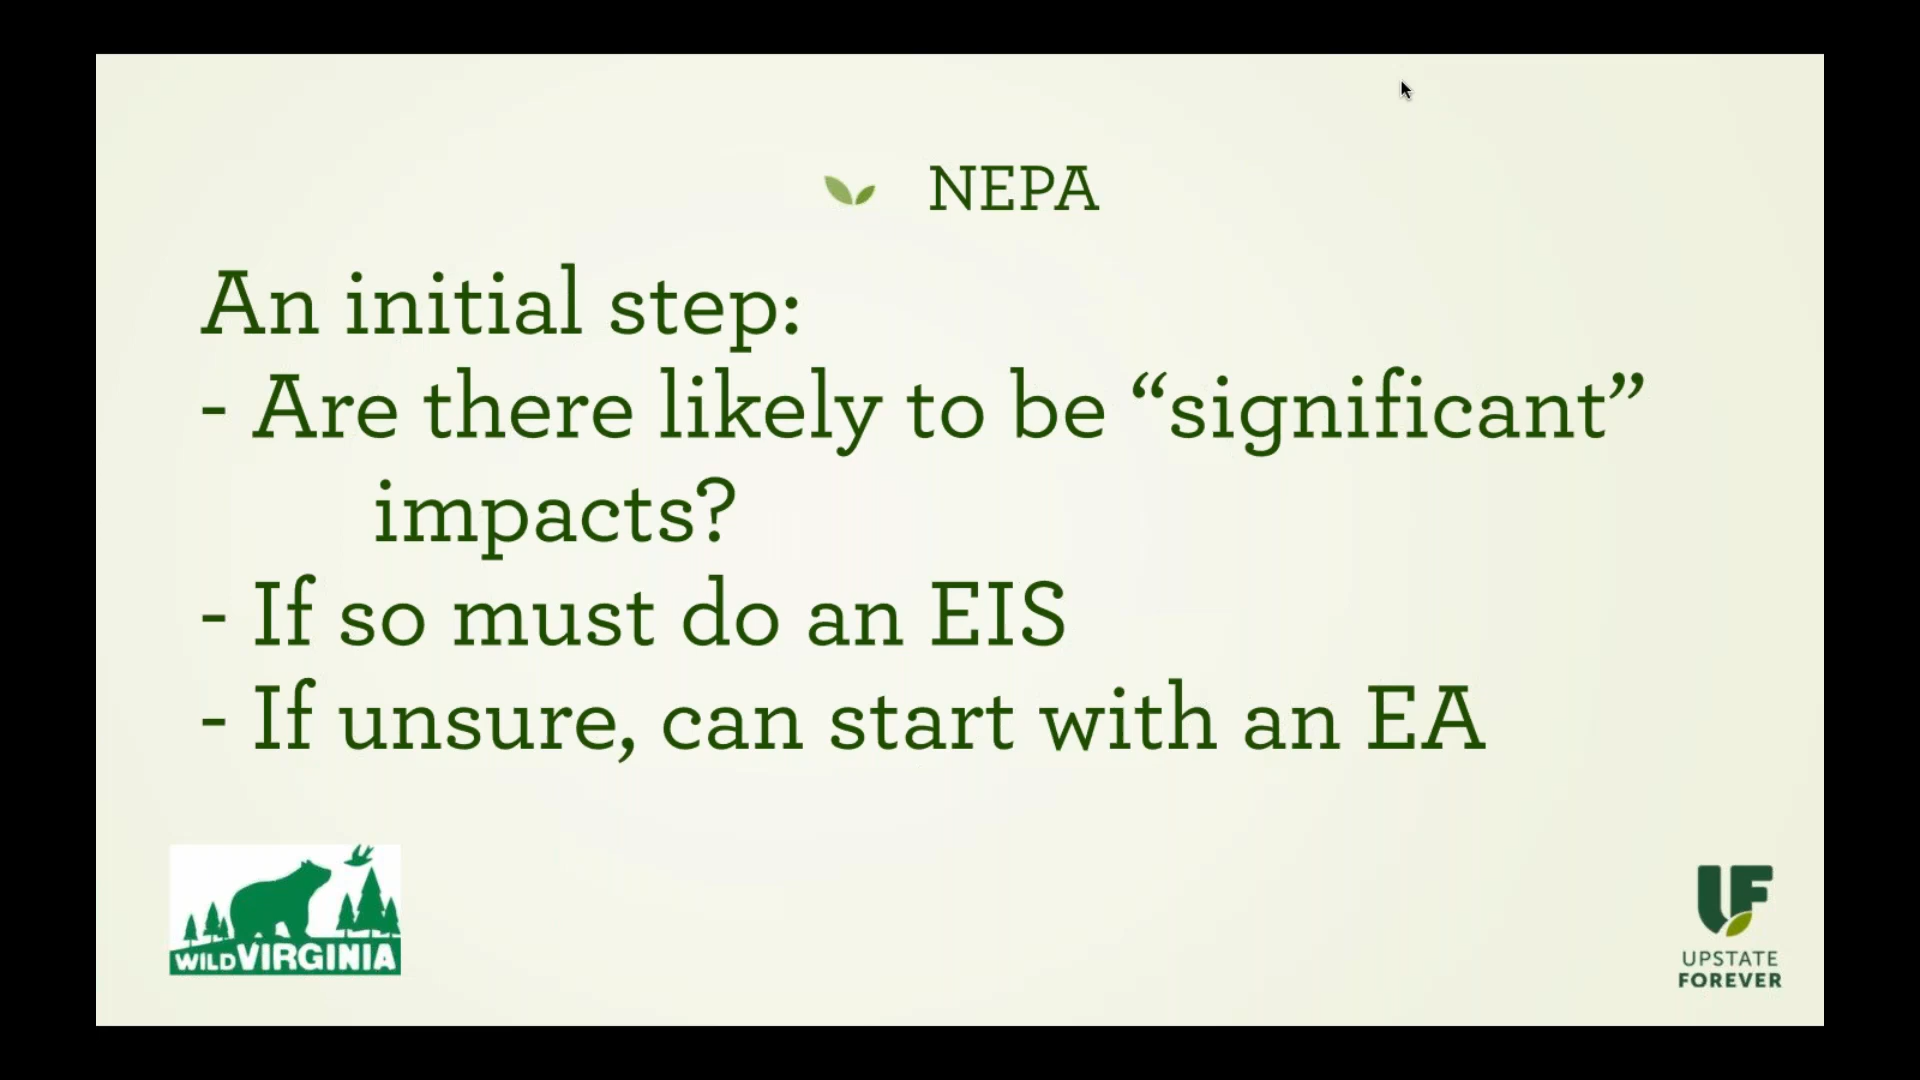 NEPA
An initial step:
- Are there likely to be “significant”
impacts?
- If so must do an EIS
- If unsure, can start with an EA
WILD VIRGINIA
UF
UPSTATE
FOREVER